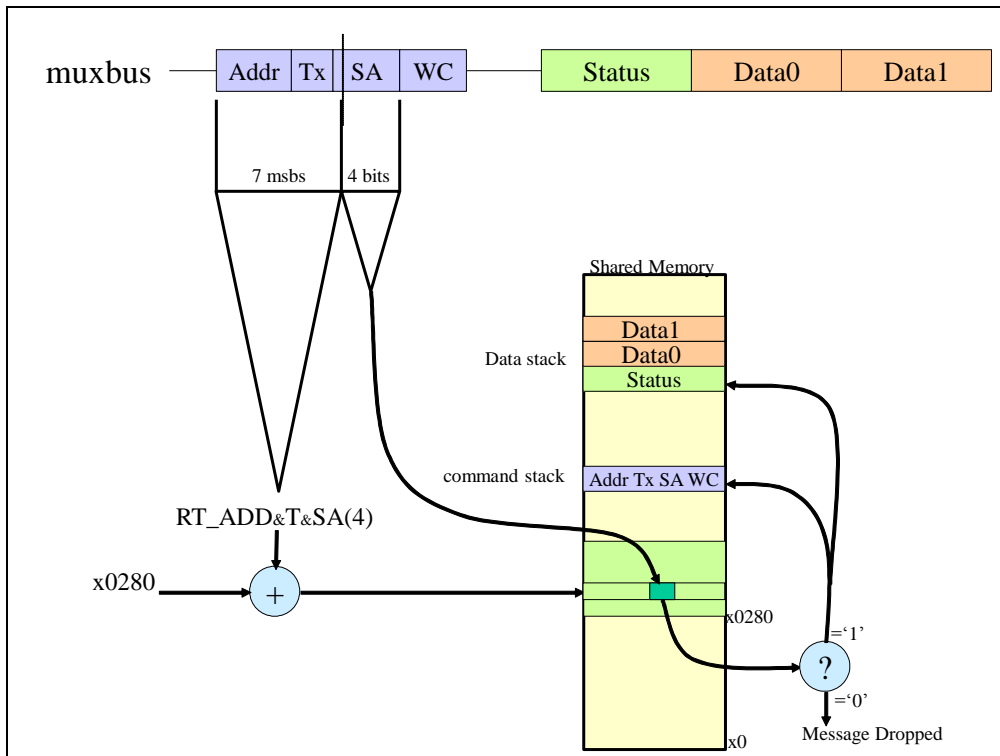 muxbus Addr Tx SA WC Status Data0 Data1
7 msbs 4 bits
Shared Memory
Data1
Data stack Data0
Status
command stack Addr Tx SA WC
RT_ADD&T&SA(4)
x0280 +
x0280
='1'
?
='0'
Message Dropped
x0